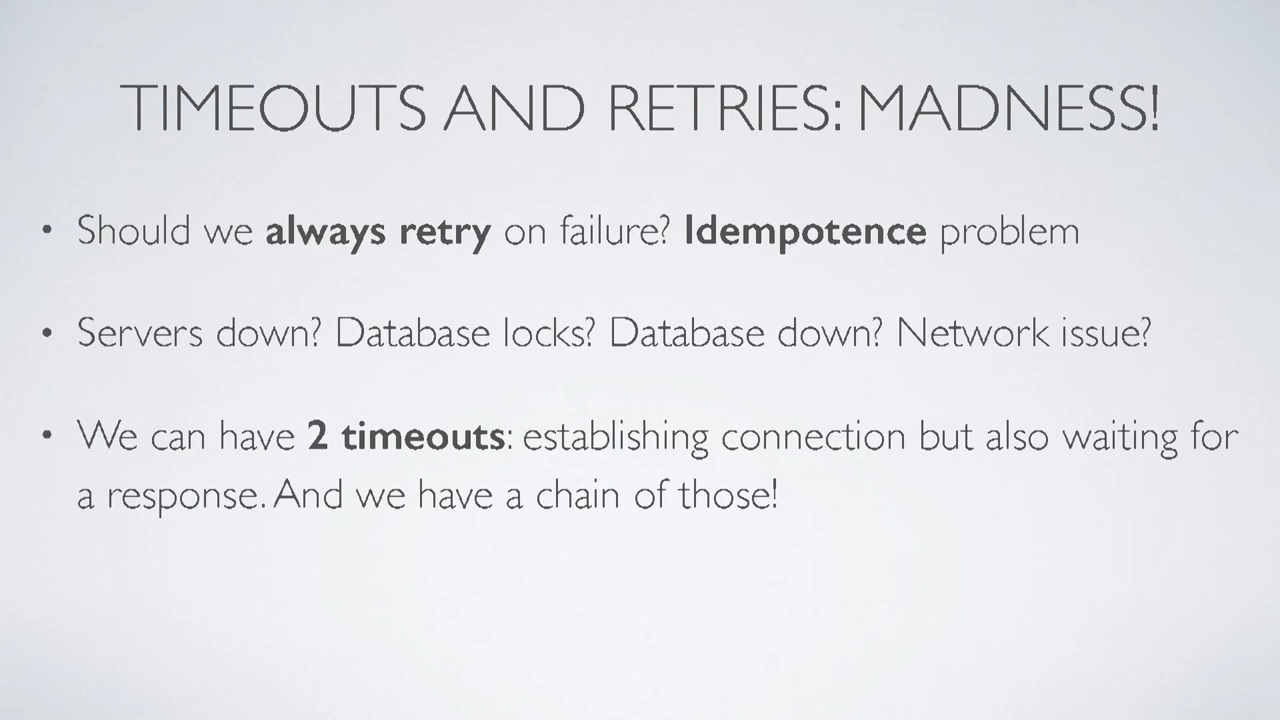 TIMEOUTS AND RETRIES: MADNESS!
• Should we always retry on failure? Idempotence problem
• Servers down? Database locks? Database down? Network issue?
• We can have 2 timeouts: establishing connection but also waiting for
a response. And we have a chain of those!